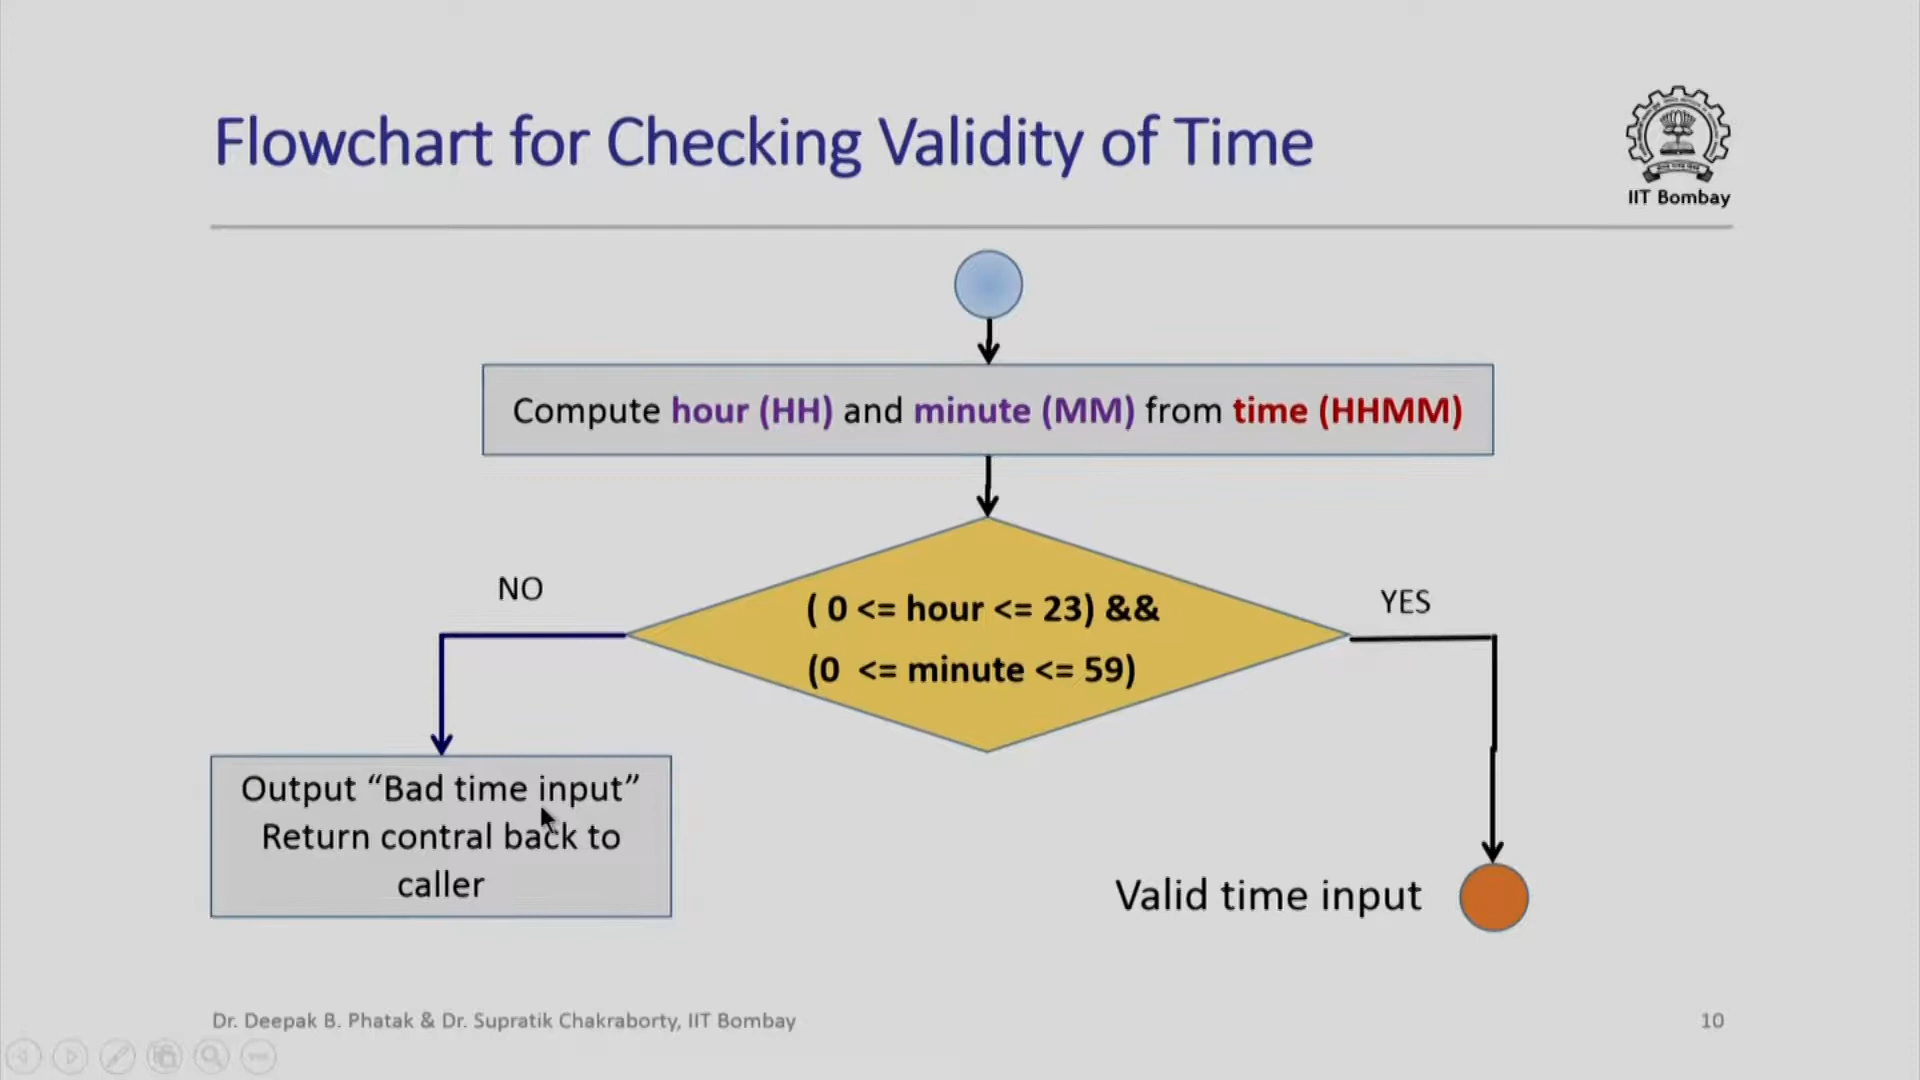 Flowchart for Checking Validity of Time
IIT Bombay
Compute hour (HH) and minute (MM) from time (HHMM)
NO
( 0 <= hour <= 23) &&
(0 <= minute <= 59)
YES
Output “Bad time input”
Return contral back to
caller
Valid time input
Dr. Deepak B. Phatak & Dr. Supratik Chakraborty, IIT Bombay
10